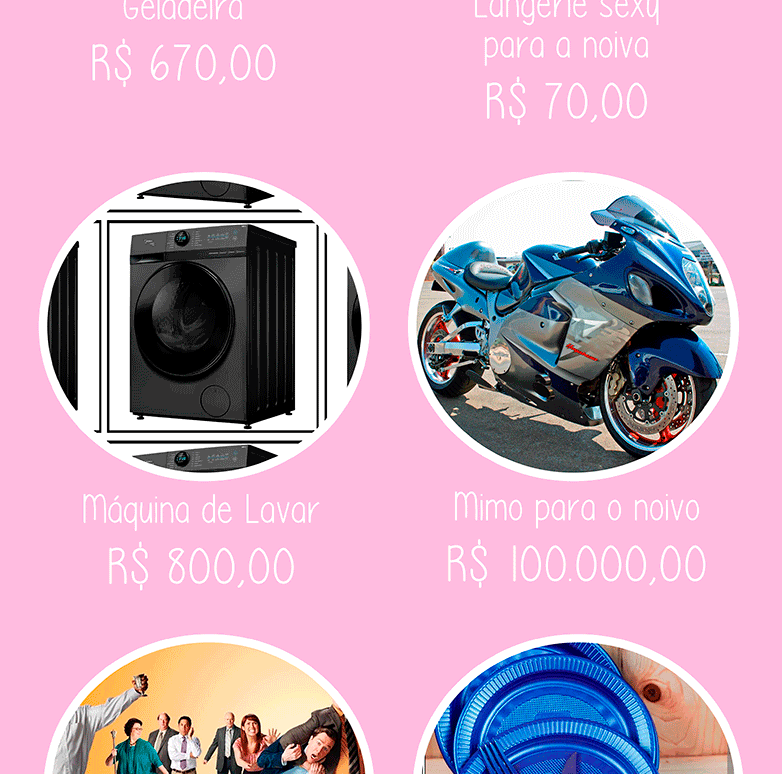 Geladeira
R$ 670,00
Langerie sexy
para a noiva
R$ 70,00
Máquina de Lavar
R$ 800,00
Mimo para o noivo
R$ 100.000,00